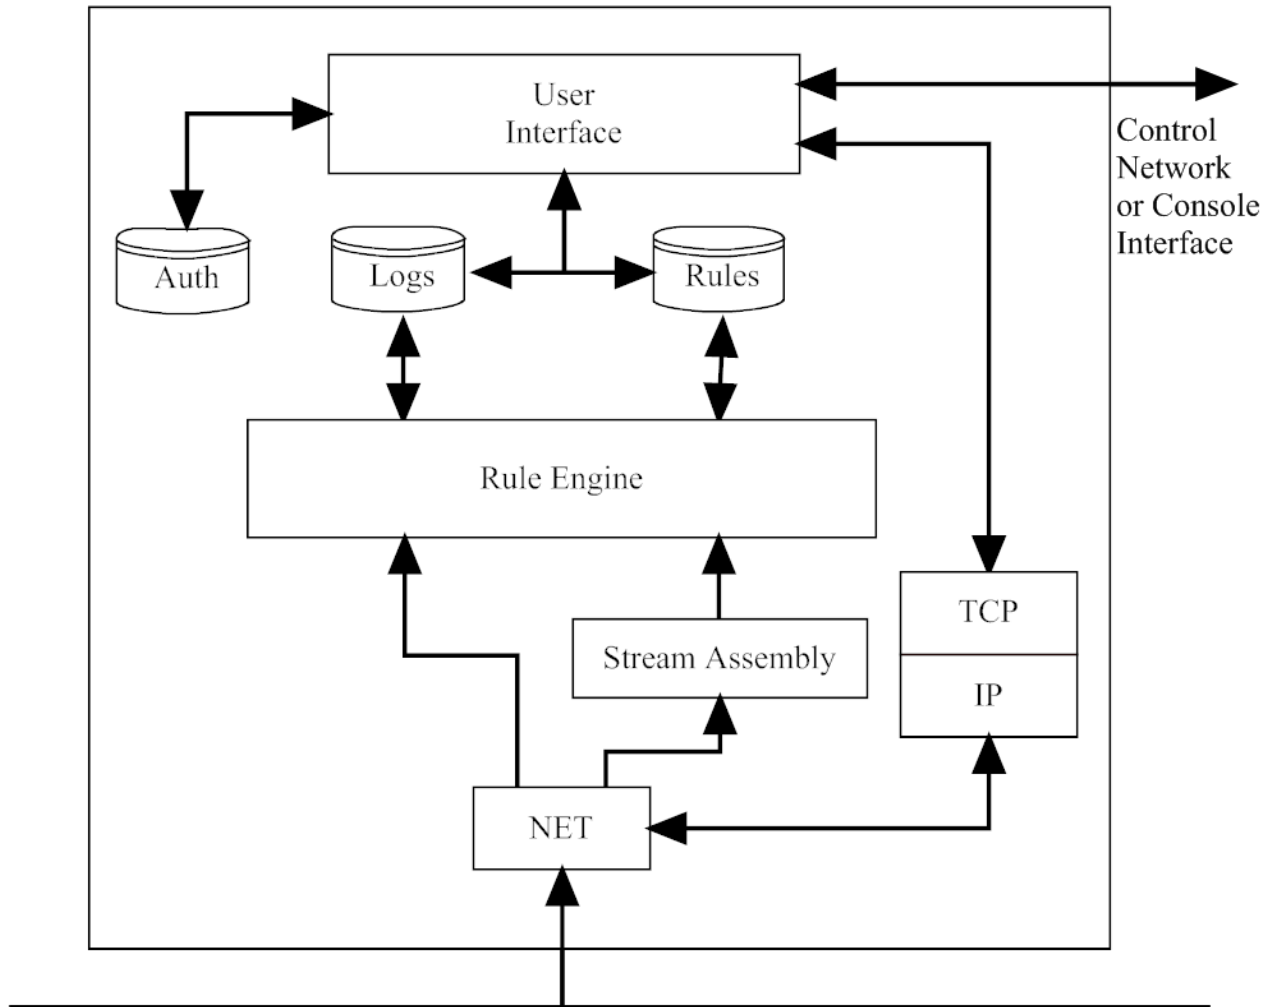 User
Interface
Control
Network
or Console
Interface
Auth
Logs
Rules
Rule Engine
TCP
Stream Assembly
IP
NET